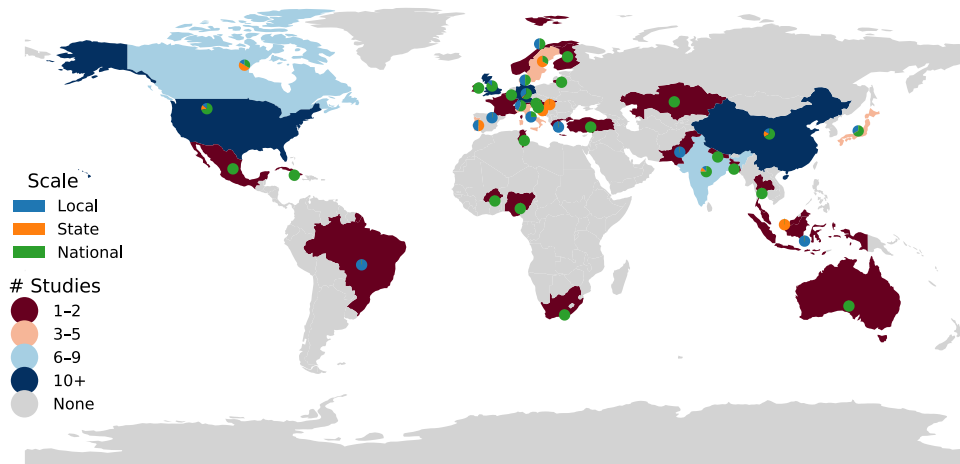 Scale
Local
State
National
# Studies
1–2
3–5
6–9
10+
None